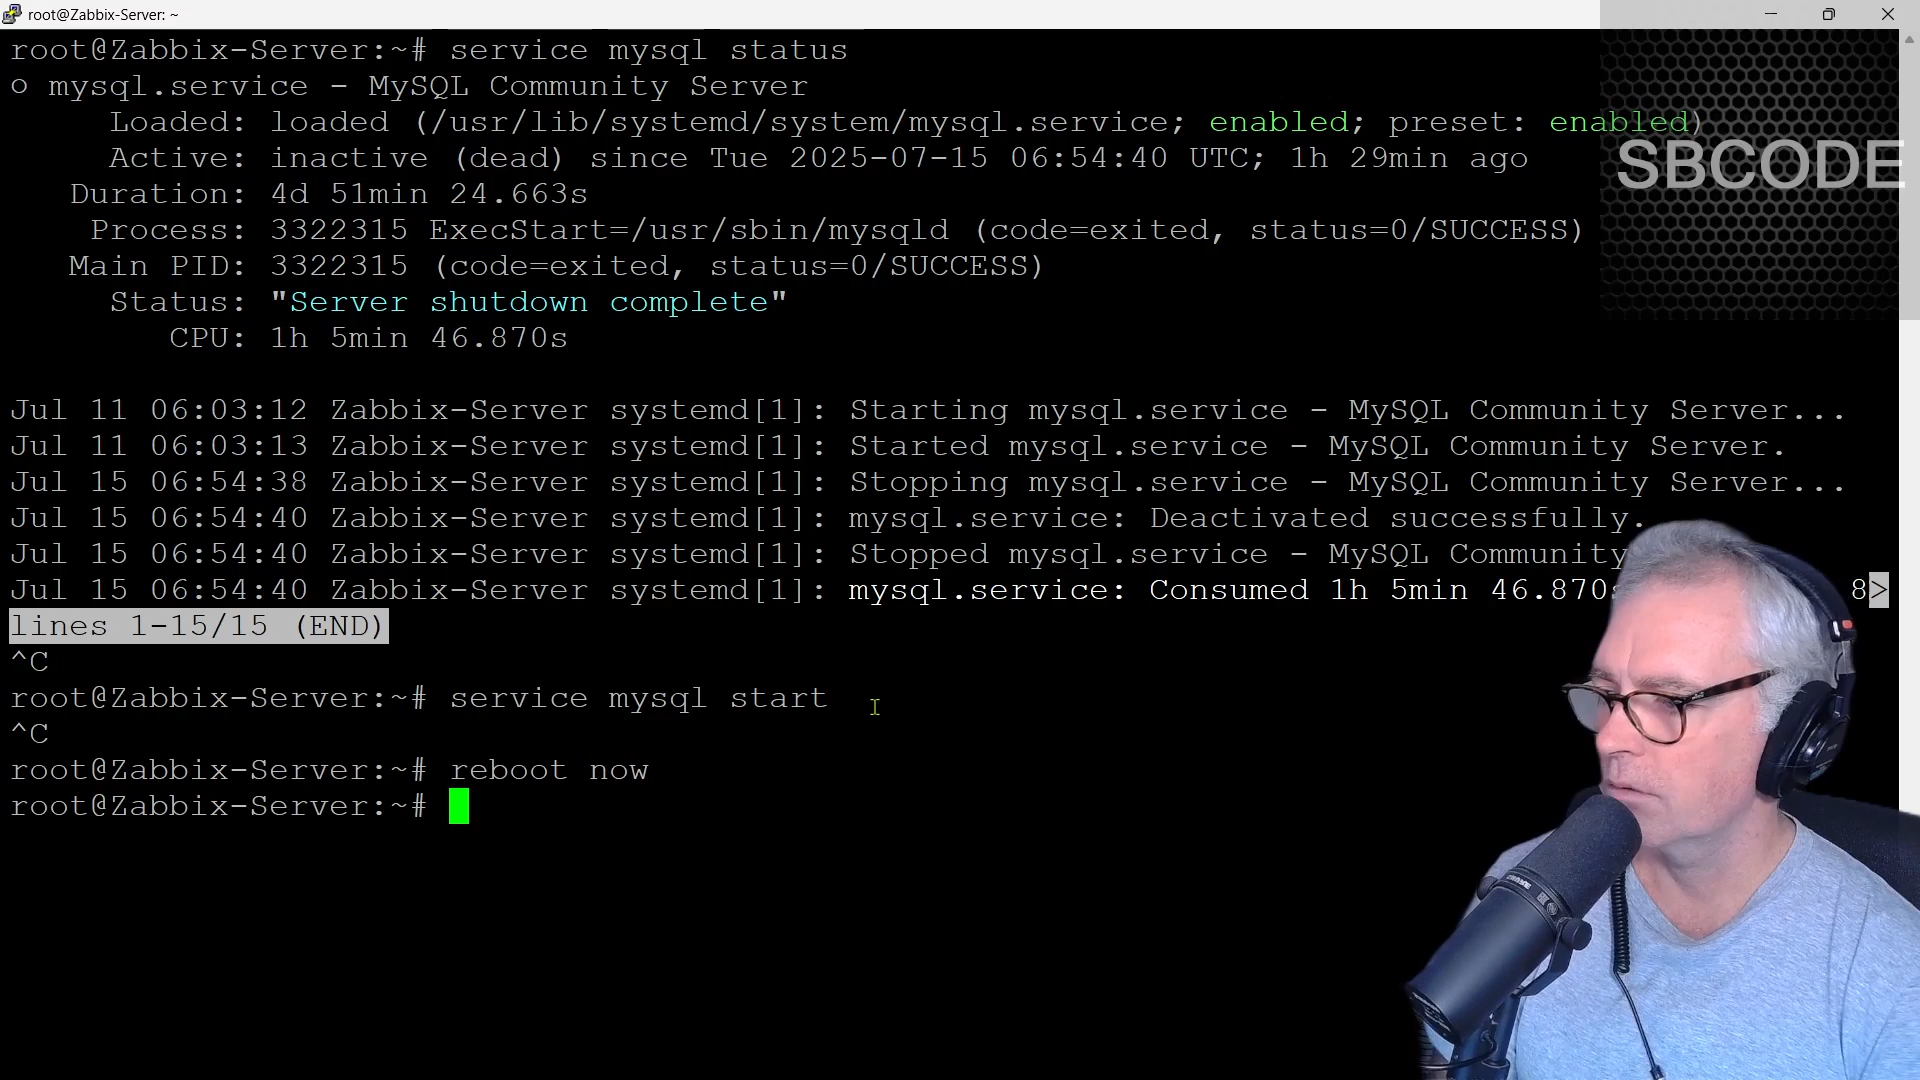 root@Zabbix-Server: ~
root@Zabbix-Server:~# service mysql status
○ mysql.service - MySQL Community Server
Loaded: loaded (/usr/lib/systemd/system/mysql.service; enabled; preset: enabled)
Active: inactive (dead) since Tue 2025-07-15 06:54:40 UTC; 1h 29min ago
SBCODE
Duration: 4d 51min 24.663s
Process: 3322315 ExecStart=/usr/sbin/mysqld (code=exited, status=0/SUCCESS)
Main PID: 3322315 (code=exited, status=0/SUCCESS)
Status: "Server shutdown complete"
CPU: 1h 5min 46.870s
Jul 11 06:03:12 Zabbix-Server systemd[1]: Starting mysql.service - MySQL Community Server...
Jul 11 06:03:13 Zabbix-Server systemd[1]: Started mysql.service - MySQL Community Server.
Jul 15 06:54:38 Zabbix-Server systemd[1]: Stopping mysql.service - MySQL Community Server...
Jul 15 06:54:40 Zabbix-Server systemd[1]: mysql.service: Deactivated successfully.
Jul 15 06:54:40 Zabbix-Server systemd[1]: Stopped mysql.service - MySQL Community
Jul 15 06:54:40 Zabbix-Server systemd[1]: mysql.service: Consumed 1h 5min 46.870s 8>
lines 1-15/15 (END)
^C
root@Zabbix-Server:~# service mysql start
^C
root@Zabbix-Server:~# reboot now
root@Zabbix-Server:~#